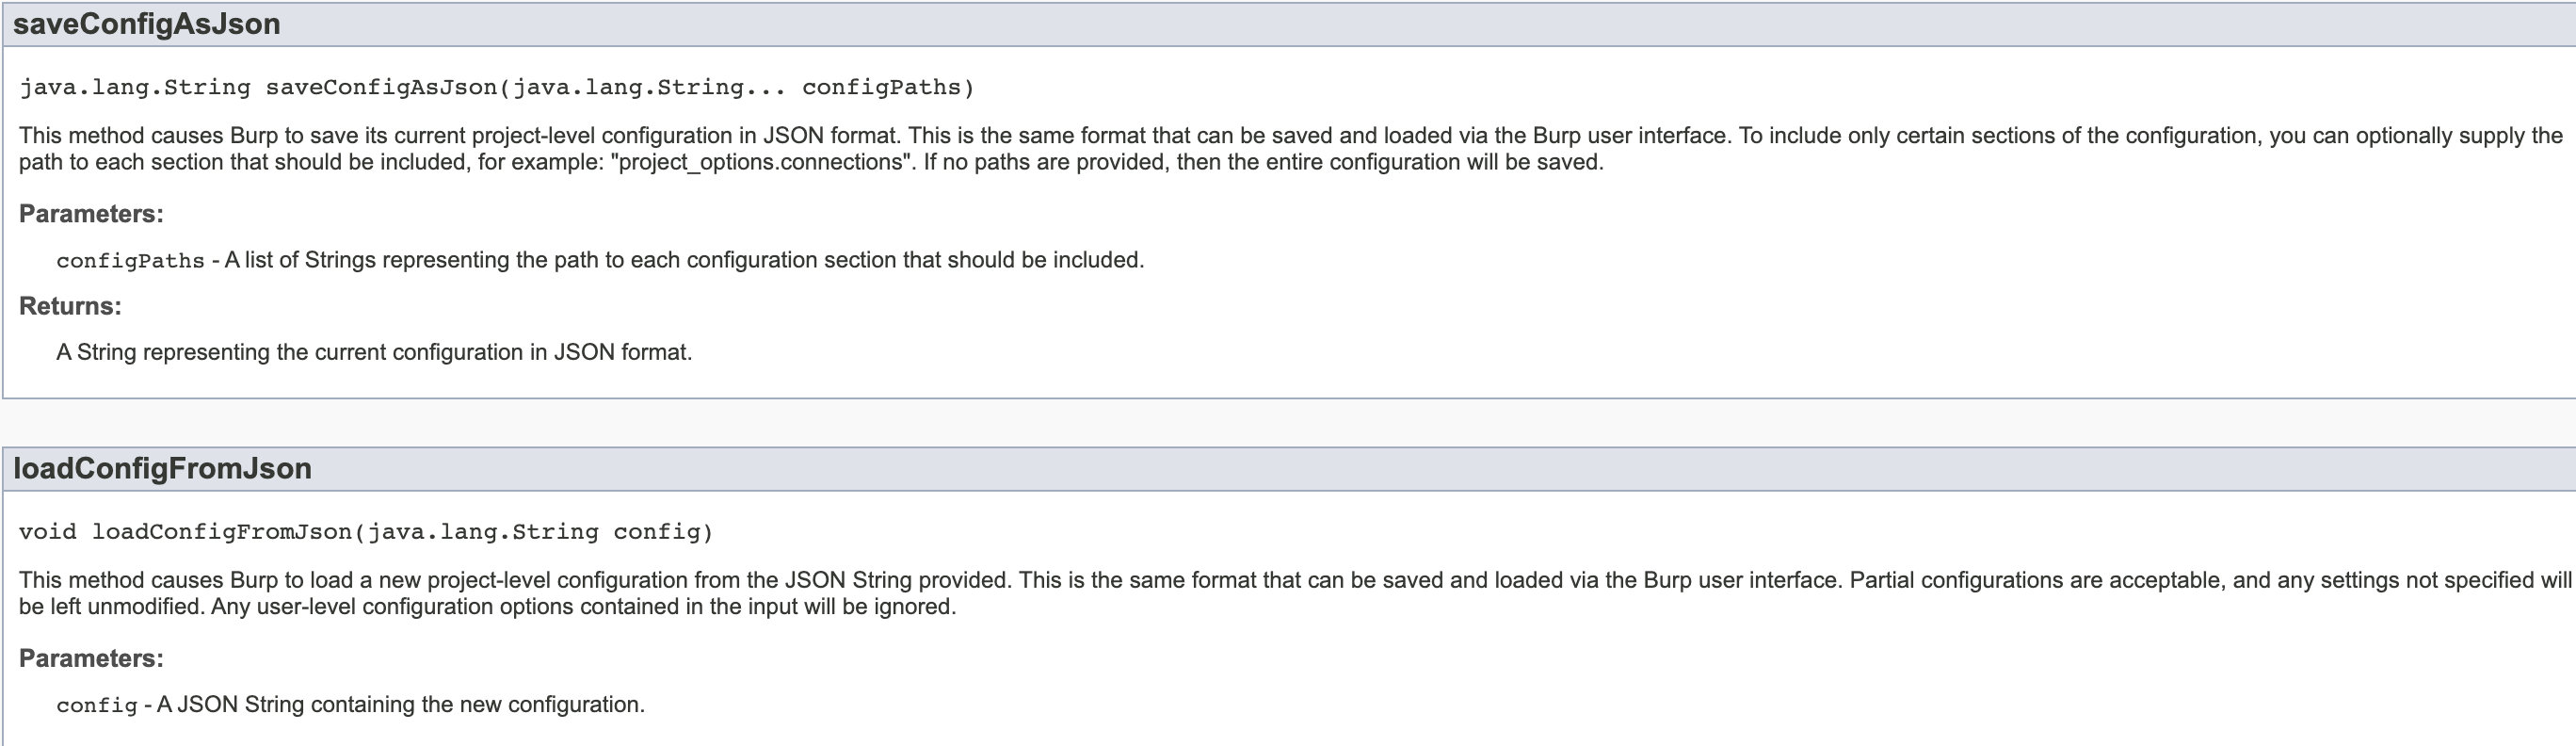 saveConfigAsJson
java.lang.String saveConfigAsJson(java.lang.String... configPaths)
This method causes Burp to save its current project-level configuration in JSON format. This is the same format that can be saved and loaded via the Burp user interface. To include only certain sections of the configuration, you can optionally supply the
path to each section that should be included, for example: "project_options.connections". If no paths are provided, then the entire configuration will be saved.
Parameters:
configPaths - A list of Strings representing the path to each configuration section that should be included.
Returns:
A String representing the current configuration in JSON format.
loadConfigFromJson
void loadConfigFromJson(java.lang.String config)
This method causes Burp to load a new project-level configuration from the JSON String provided. This is the same format that can be saved and loaded via the Burp user interface. Partial configurations are acceptable, and any settings not specified will
be left unmodified. Any user-level configuration options contained in the input will be ignored.
Parameters:
config - A JSON String containing the new configuration.